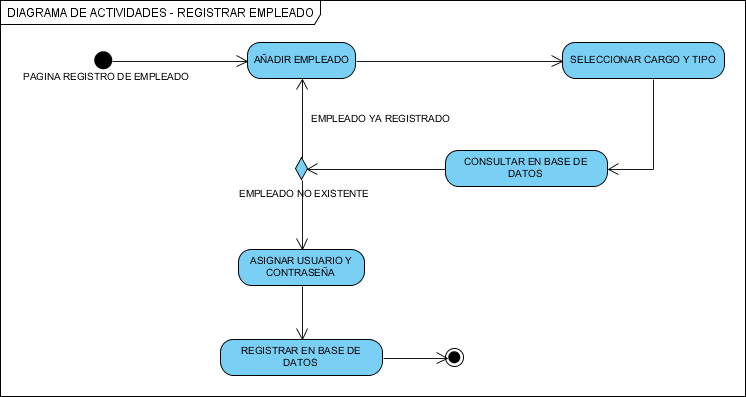 DIAGRAMA DE ACTIVIDADES - REGISTRAR EMPLEADO
AÑADIR EMPLEADO
SELECCIONAR CARGO Y TIPO
PAGINA REGISTRO DE EMPLEADO
EMPLEADO YA REGISTRADO
CONSULTAR EN BASE DE
DATOS
EMPLEADO NO EXISTENTE
ASIGNAR USUARIO Y
CONTRASEÑA
REGISTRAR EN BASE DE
DATOS